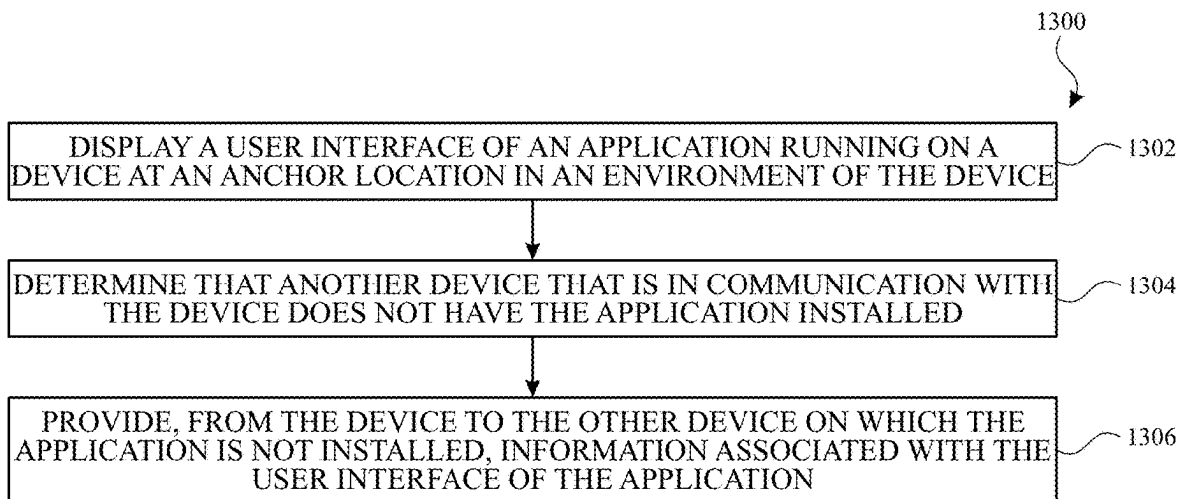 1300
DISPLAY A USER INTERFACE OF AN APPLICATION RUNNING ON A
DEVICE AT AN ANCHOR LOCATION IN AN ENVIRONMENT OF THE DEVICE
1302
DETERMINE THAT ANOTHER DEVICE THAT IS IN COMMUNICATION WITH
THE DEVICE DOES NOT HAVE THE APPLICATION INSTALLED
1304
PROVIDE, FROM THE DEVICE TO THE OTHER DEVICE ON WHICH THE
APPLICATION IS NOT INSTALLED, INFORMATION ASSOCIATED WITH THE
USER INTERFACE OF THE APPLICATION
1306